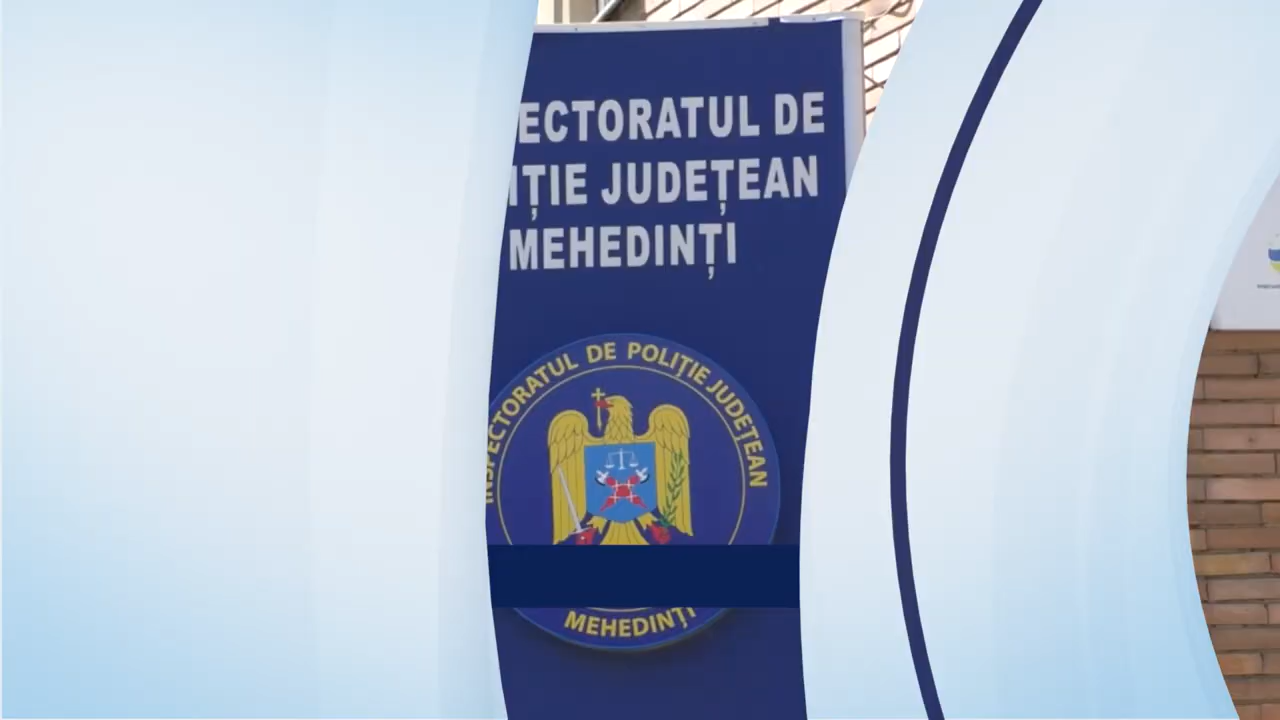 ECTORATUL DE
IȚIE JUDEȚEAN
MEHEDINȚI
INSPECTORATUL DE POLIȚIE JUDEȚEAN
MEHEDINȚI